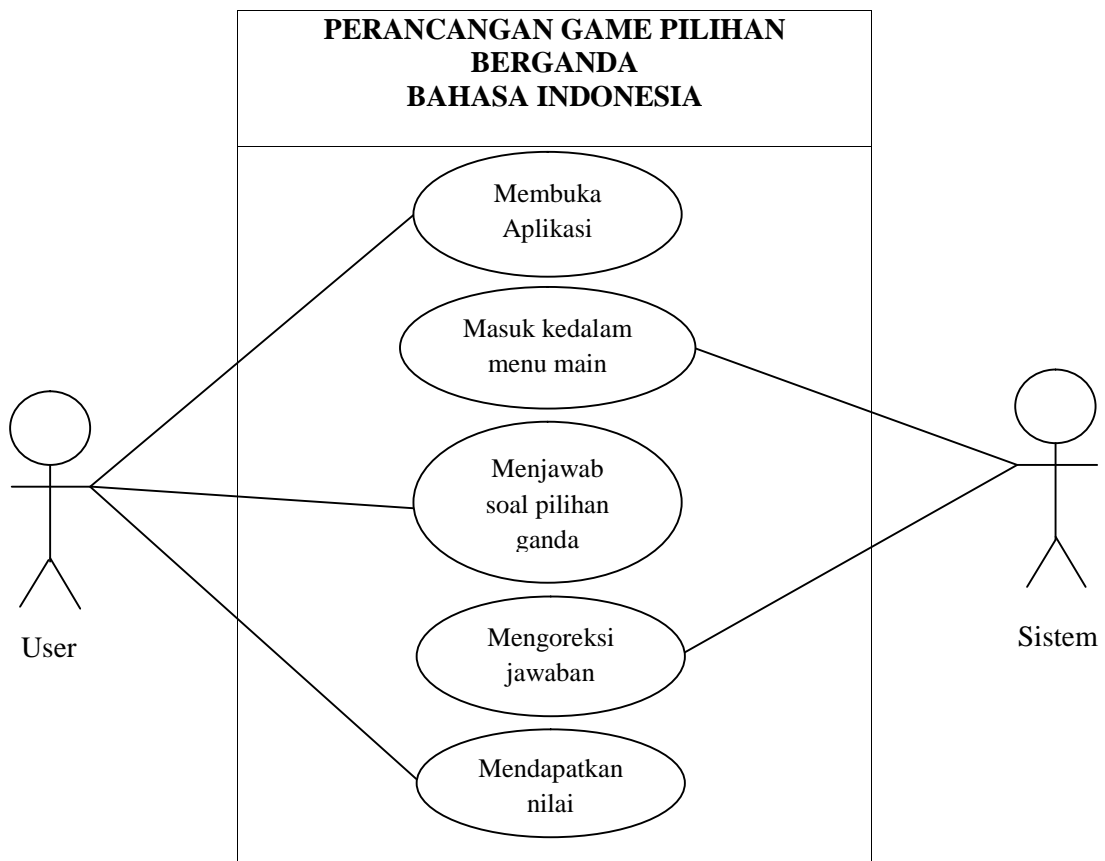 PERANCANGAN GAME PILIHAN
BERGANDA
BAHASA INDONESIA
Membuka
Aplikasi
Masuk kedalam
menu main
Menjawab
soal pilihan
ganda
Mengoreksi
jawaban
Mendapatkan
nilai
User
Sistem